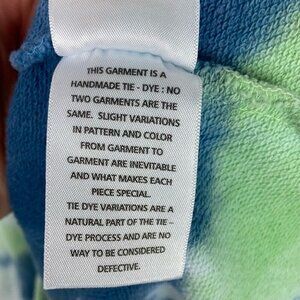 THIS GARMENT IS A
HANDMADE TIE - DYE : NO
TWO GARMENTS ARE THE
SAME. SLIGHT VARIATIONS
IN PATTERN AND COLOR
FROM GARMENT TO
GARMENT ARE INEVITABLE
AND WHAT MAKES EACH
PIECE SPECIAL.
TIE DYE VARIATIONS ARE A
NATURAL PART OF THE TIE –
DYE PROCESS AND ARE NO
WAY TO BE CONSIDERED
DEFECTIVE.